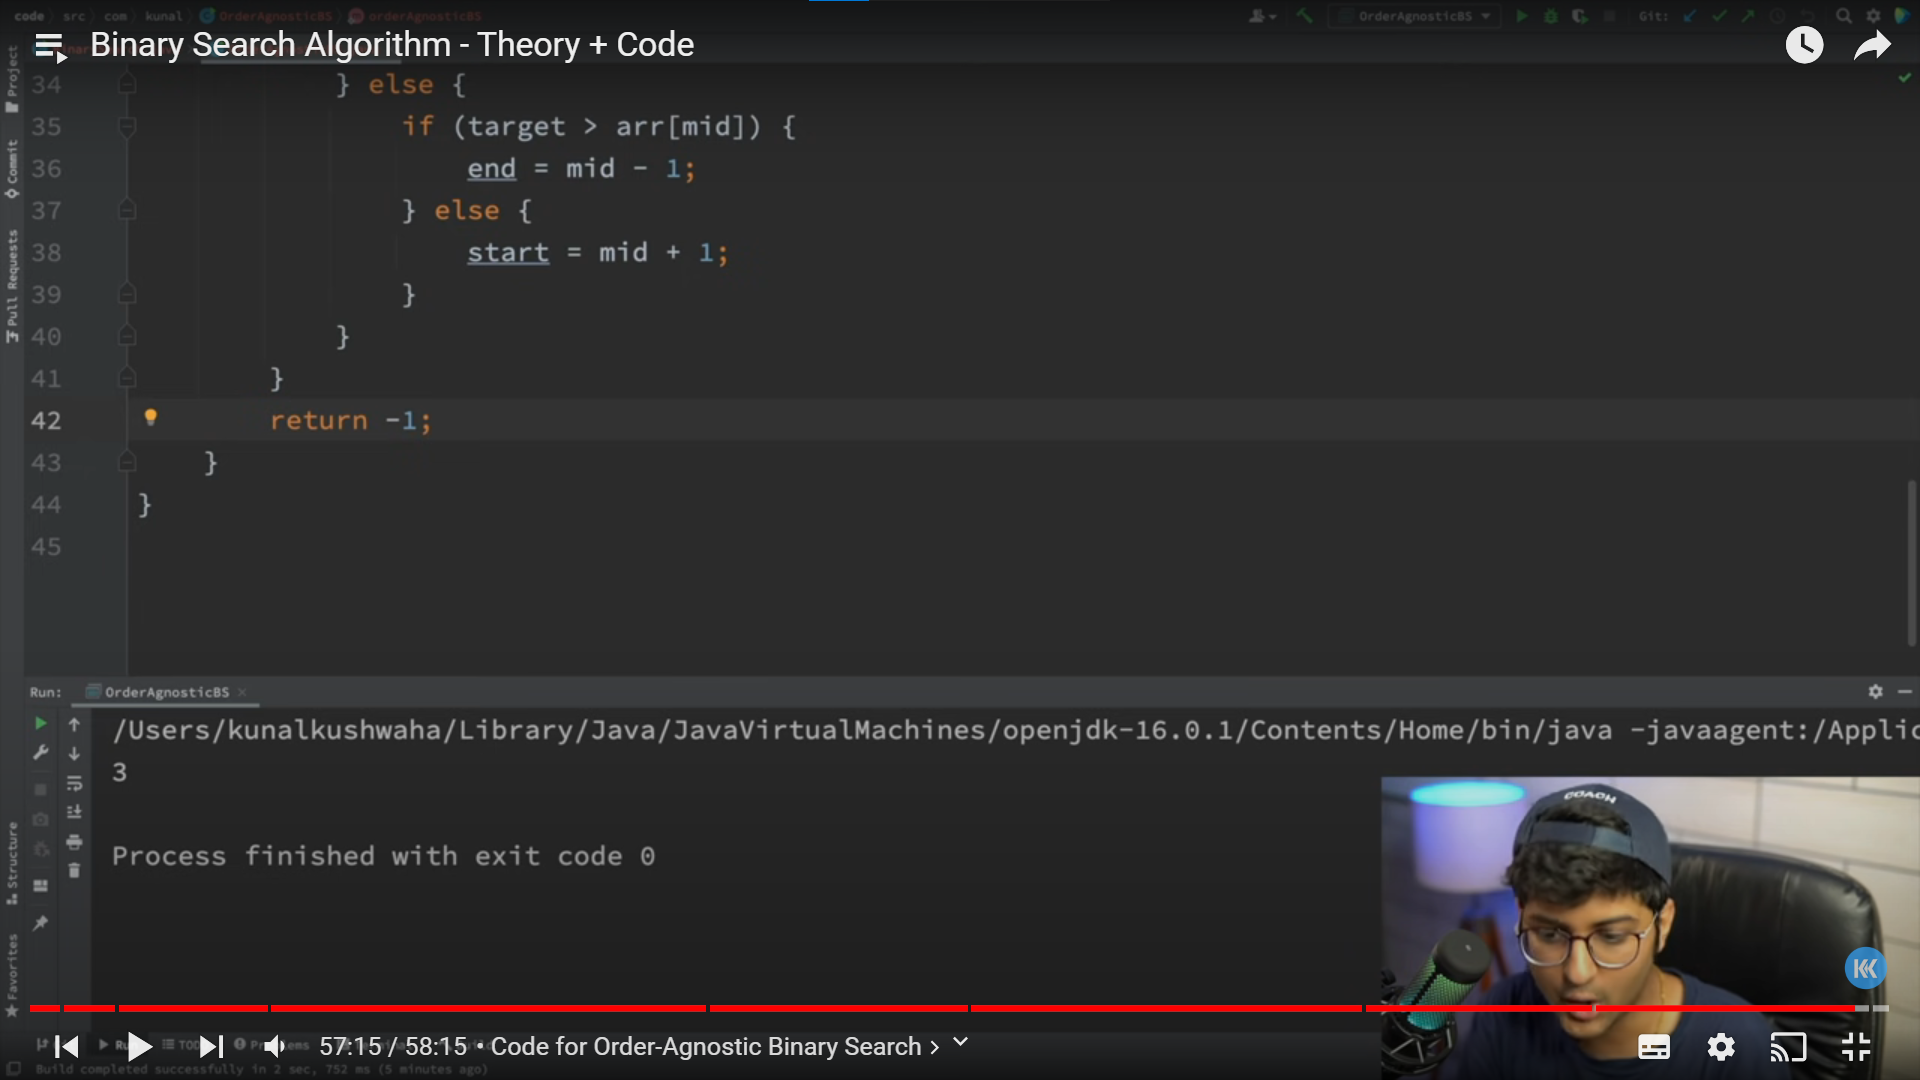 code src com kunal OrderAgnosticBS orderAgnosticBS OrderAgnosticBS Git:
Binary Search Algorithm - Theory + Code
Project
Commit
Pull Requests
34 } else {
35 if (target > arr[mid]) {
36 end = mid - 1;
37 } else {
38 start = mid + 1;
39 }
40 }
41 }
42 return -1;
43 }
44 }
45
Run: OrderAgnosticBS
/Users/kunalkushwaha/Library/Java/JavaVirtualMachines/openjdk-16.0.1/Contents/Home/bin/java -javaagent:/Applic
3
Process finished with exit code 0
Structure
Favorites
COACH
KK
57:15 / 58:15 • Code for Order-Agnostic Binary Search
Build completed successfully in 2 sec, 752 ms (5 minutes ago)